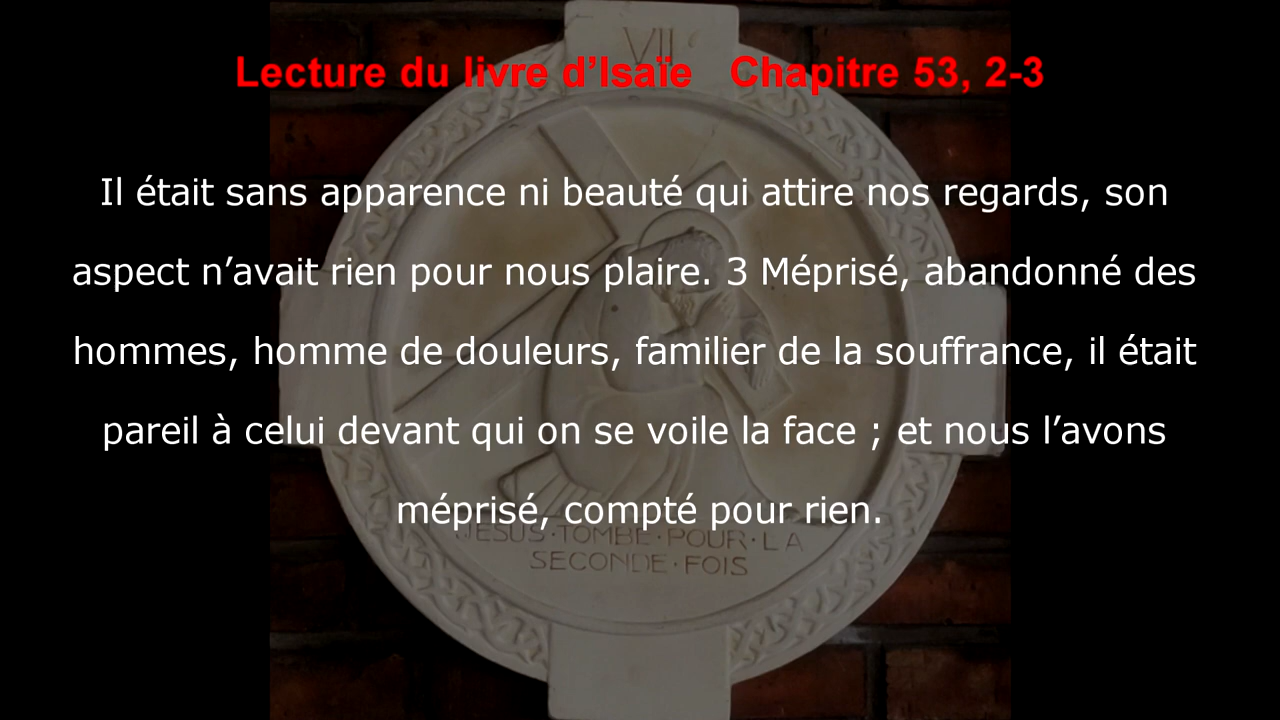 VII
Lecture du livre d’Isaïe Chapitre 53, 2-3
Il était sans apparence ni beauté qui attire nos regards, son
aspect n’avait rien pour nous plaire. 3 Méprisé, abandonné des
hommes, homme de douleurs, familier de la souffrance, il était
pareil à celui devant qui on se voile la face ; et nous l’avons
méprisé, compté pour rien.
JESUS·TOMBE·POUR·LA
SECONDE·FOIS